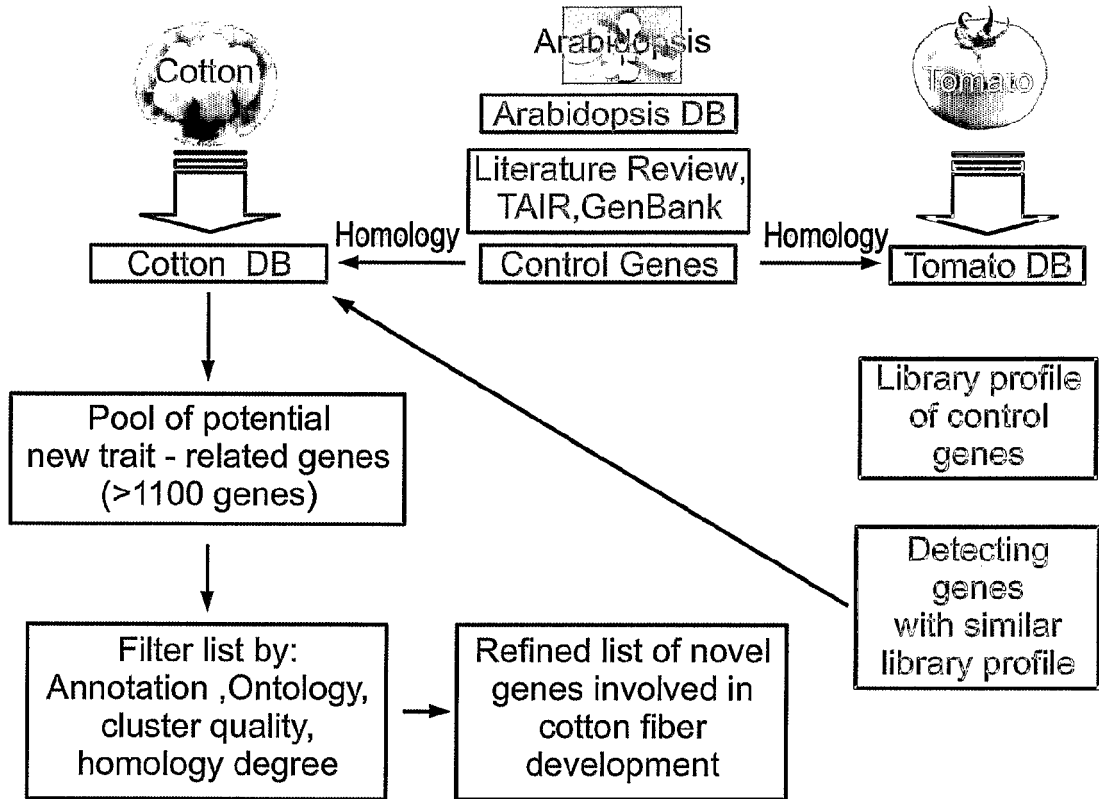 Cotton
Arabidopsis
Tomato
Arabidopsis DB
Literature Review,
TAIR,GenBank
Homology
Homology
Cotton DB
Control Genes
Tomato DB
Library profile
of control
genes
Pool of potential
new trait - related genes
(>1100 genes)
Detecting
genes
with similar
library profile
Filter list by:
Annotation ,Ontology,
cluster quality,
homology degree
Refined list of novel
genes involved in
cotton fiber
development